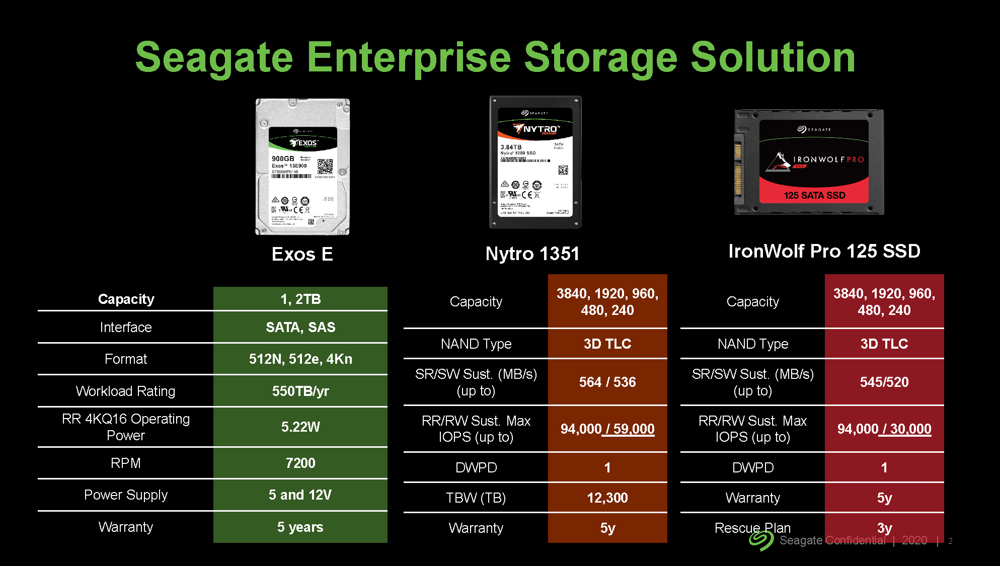 Seagate Enterprise Storage Solution
SEAGATE
EXOS™
900GB
Seagate
Secure™
Exos™ 15E900
ST900MP0146
SEAGATE
NYTRO™
3.84TB
SATA
6Gb/s
Nytro® 1000 SSD
XA3840ME10063
SEAGATE
IRONWOLF PRO
NAS
125 SATA SSD
Exos E
Nytro 1351
IronWolf Pro 125 SSD
Capacity 1, 2TB
Interface SATA, SAS
Format 512N, 512e, 4Kn
Workload Rating 550TB/yr
RR 4KQ16 Operating
Power
5.22W
RPM 7200
Power Supply 5 and 12V
Warranty 5 years
Capacity
3840, 1920, 960,
480, 240
NAND Type 3D TLC
SR/SW Sust. (MB/s)
(up to)
564 / 536
RR/RW Sust. Max
IOPS (up to)
94,000 / 59,000
DWPD 1
TBW (TB) 12,300
Warranty 5y
Capacity
3840, 1920, 960,
480, 240
NAND Type 3D TLC
SR/SW Sust. (MB/s)
(up to)
545/520
RR/RW Sust. Max
IOPS (up to)
94,000 / 30,000
DWPD 1
Warranty 5y
Rescue Plan 3y
Seagate Confidential | 2020 | 2